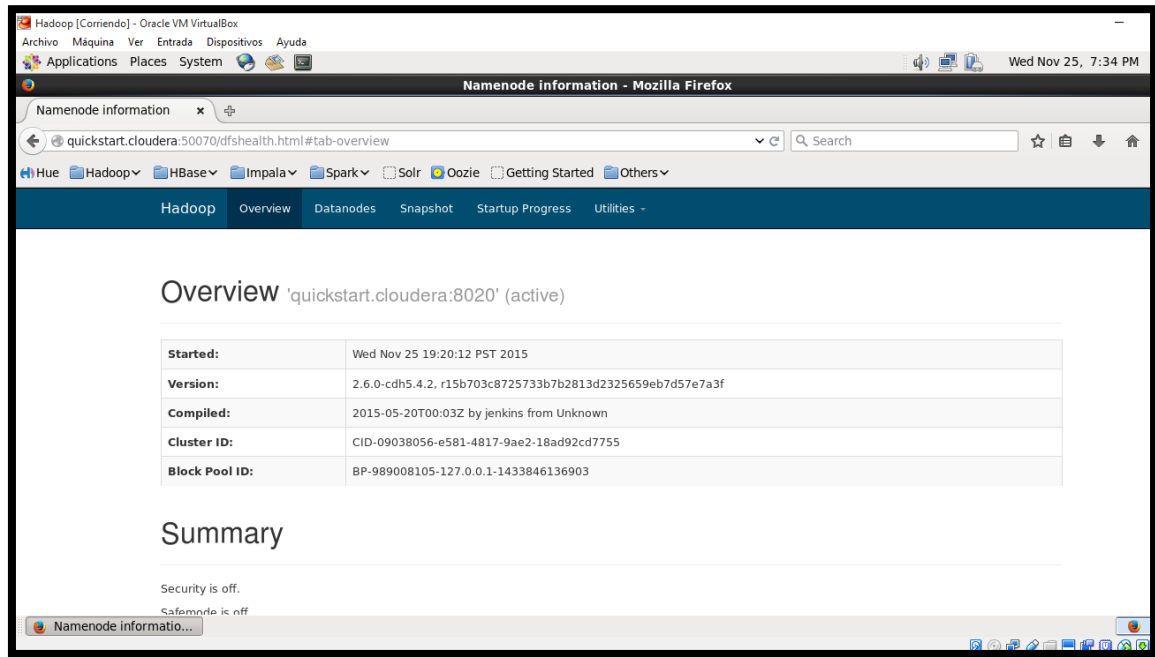 Hadoop [Corriendo] - Oracle VM VirtualBox
Archivo Máquina Ver Entrada Dispositivos Ayuda
Applications Places System Wed Nov 25, 7:34 PM
Namenode information - Mozilla Firefox
Namenode information
quickstart.cloudera:50070/dfshealth.html#tab-overview Search
Hue Hadoop HBase Impala Spark Solr Oozie Getting Started Others
Hadoop Overview Datanodes Snapshot Startup Progress Utilities
Overview 'quickstart.cloudera:8020' (active)
Started: Wed Nov 25 19:20:12 PST 2015
Version: 2.6.0-cdh5.4.2, r15b703c8725733b7b2813d2325659eb7d57e7a3f
Compiled: 2015-05-20T00:03Z by jenkins from Unknown
Cluster ID: CID-09038056-e581-4817-9ae2-18ad92cd7755
Block Pool ID: BP-989008105-127.0.0.1-1433846136903
Summary
Security is off.
Safemode is off
Namenode informatio...